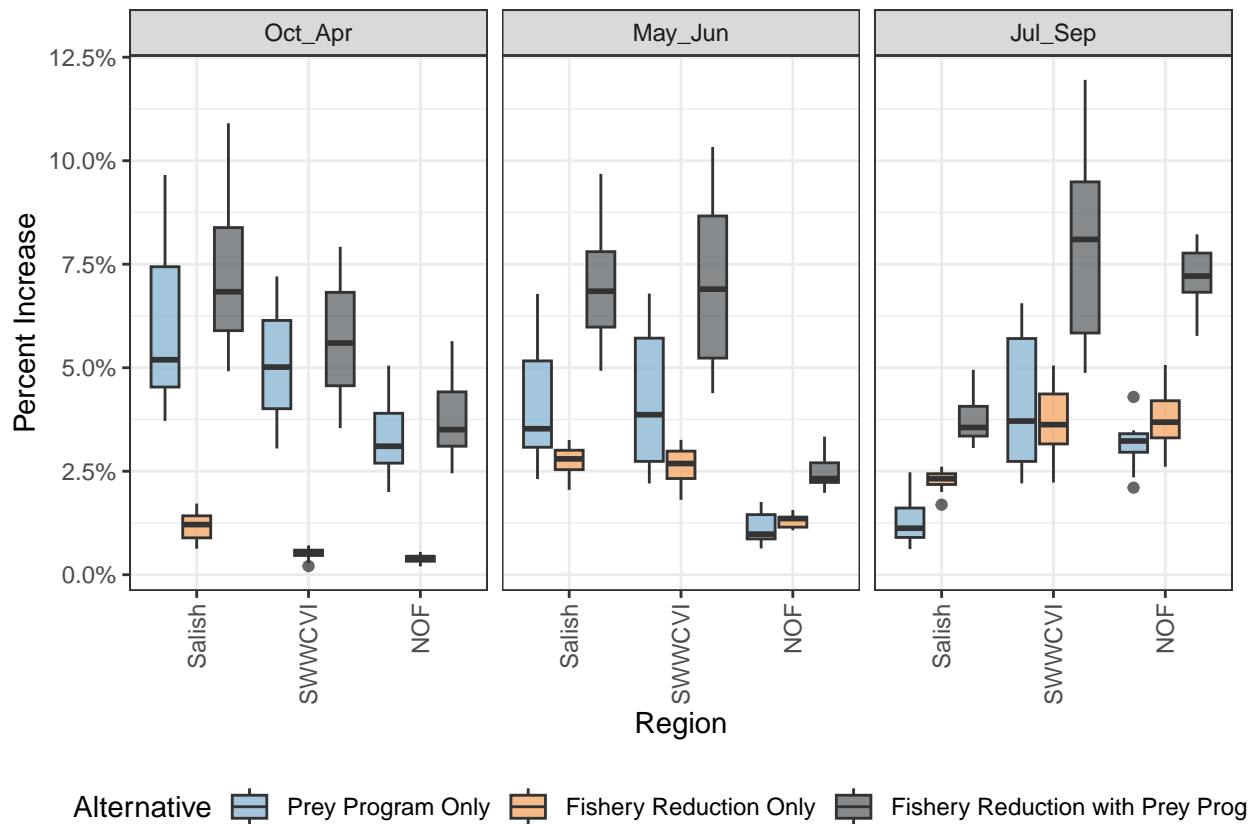 Oct_Apr May_Jun Jul_Sep
12.5%
10.0%
7.5%
5.0%
2.5%
0.0%
Percent Increase
Salish SWWCVI NOF Salish SWWCVI NOF Salish SWWCVI NOF
Region
Alternative Prey Program Only Fishery Reduction Only Fishery Reduction with Prey Prog